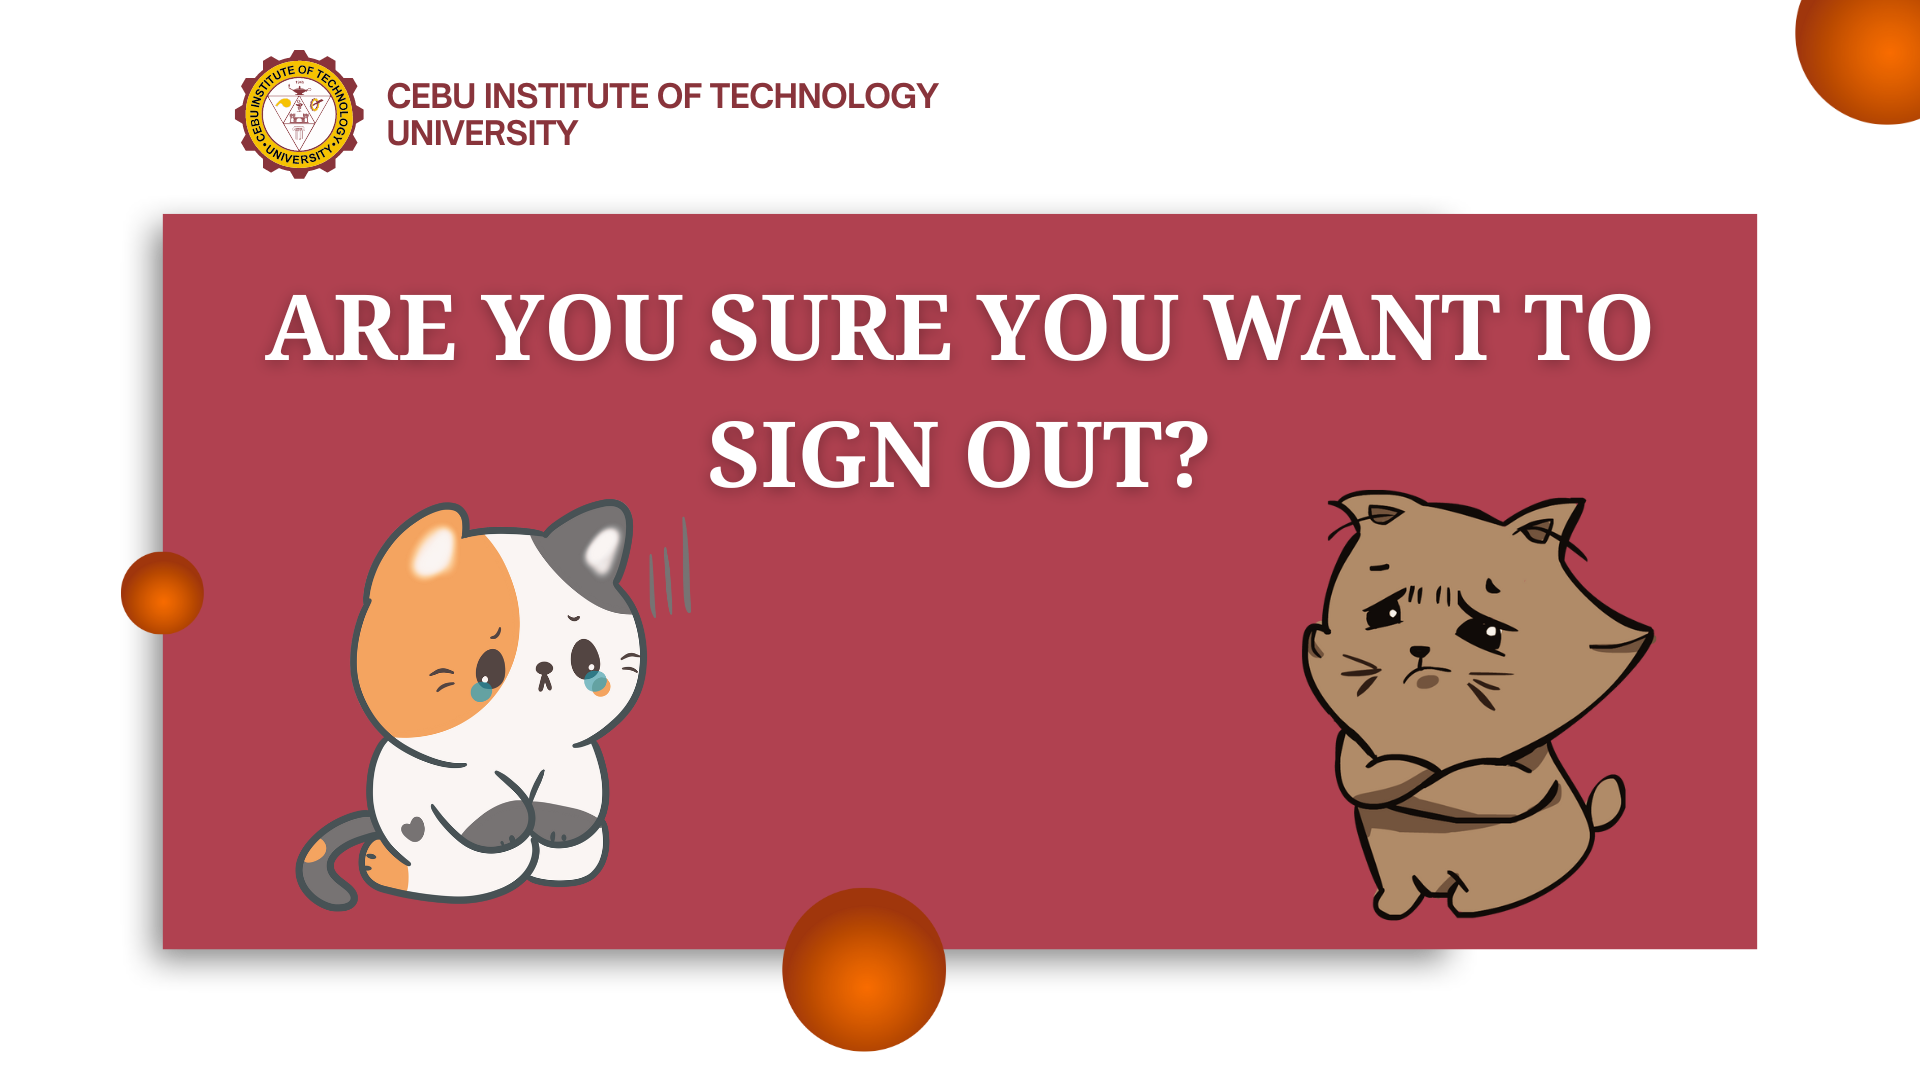 CEBU INSTITUTE OF TECHNOLOGY
UNIVERSITY
CEBU INSTITUTE OF TECHNOLOGY
UNIVERSITY
ARE YOU SURE YOU WANT TO
SIGN OUT?